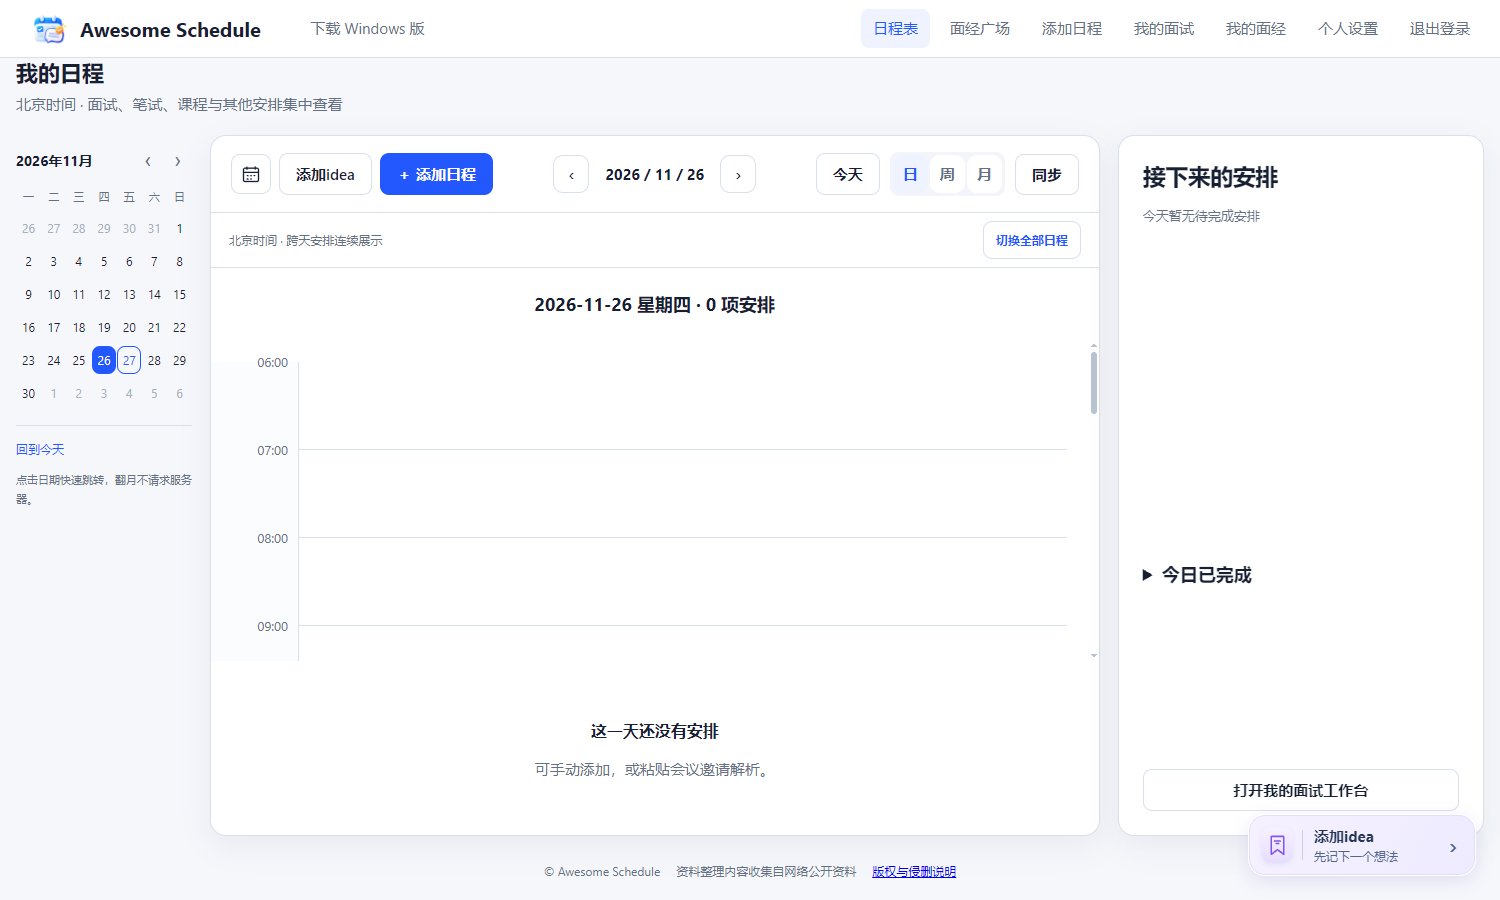 Awesome Schedule
下载 Windows 版
日程表
面经广场
添加日程
我的面试
我的面经
个人设置
退出登录
我的日程
北京时间 · 面试、笔试、课程与其他安排集中查看
2026年11月 ‹ ›
一 二 三 四 五 六 日
26 27 28 29 30 31 1
2 3 4 5 6 7 8
9 10 11 12 13 14 15
16 17 18 19 20 21 22
23 24 25 26 27 28 29
30 1 2 3 4 5 6
回到今天
点击日期快速跳转，翻月不请求服务
器。
添加idea
+ 添加日程
‹ 2026 / 11 / 26 ›
今天
日 周 月
同步
北京时间 · 跨天安排连续展示
切换全部日程
2026-11-26 星期四 · 0 项安排
06:00
07:00
08:00
09:00
这一天还没有安排
可手动添加，或粘贴会议邀请解析。
接下来的安排
今天暂无待完成安排
▶ 今日已完成
打开我的面试工作台
添加idea
先记下一个想法
›
© Awesome Schedule 资料整理内容收集自网络公开资料 版权与侵删说明